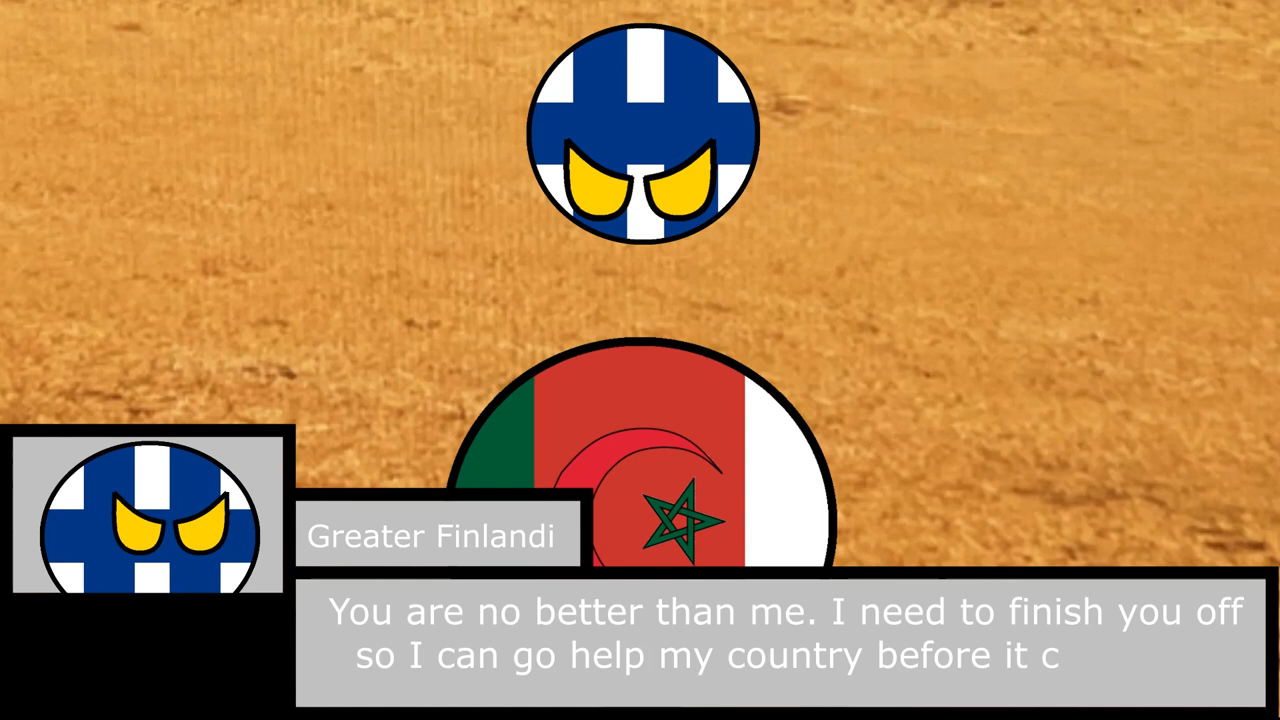 Greater Finlandi
You are no better than me. I need to finish you off
so I can go help my country before it c